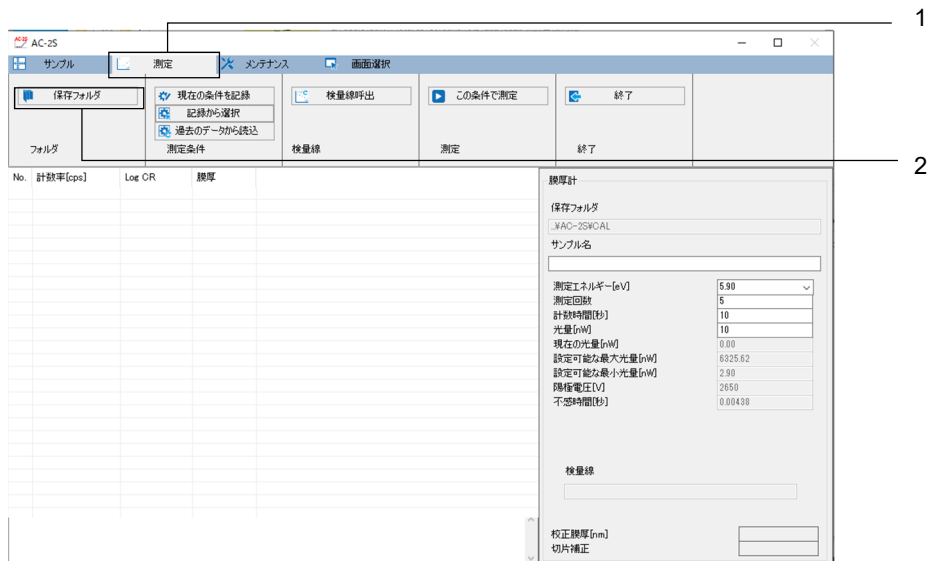 1
AC-2S
サンプル 測定 メンテナンス 画面選択
保存フォルダ 現在の条件を記録 検量線呼出 この条件で測定 終了
記録から選択
過去のデータから読込
フォルダ 測定条件 検量線 測定 終了
2
No. 計数率[cps] Log CR 膜厚
膜厚計
保存フォルダ
..¥AC-2S¥CAL
サンプル名
測定エネルギー[eV] 5.90
測定回数 5
計数時間[秒] 10
光量[nW] 10
現在の光量[nW] 0.00
設定可能な最大光量[nW] 6325.62
設定可能な最小光量[nW] 2.90
陽極電圧[V] 2650
不感時間[秒] 0.00438
検量線
校正膜厚[nm]
切片補正